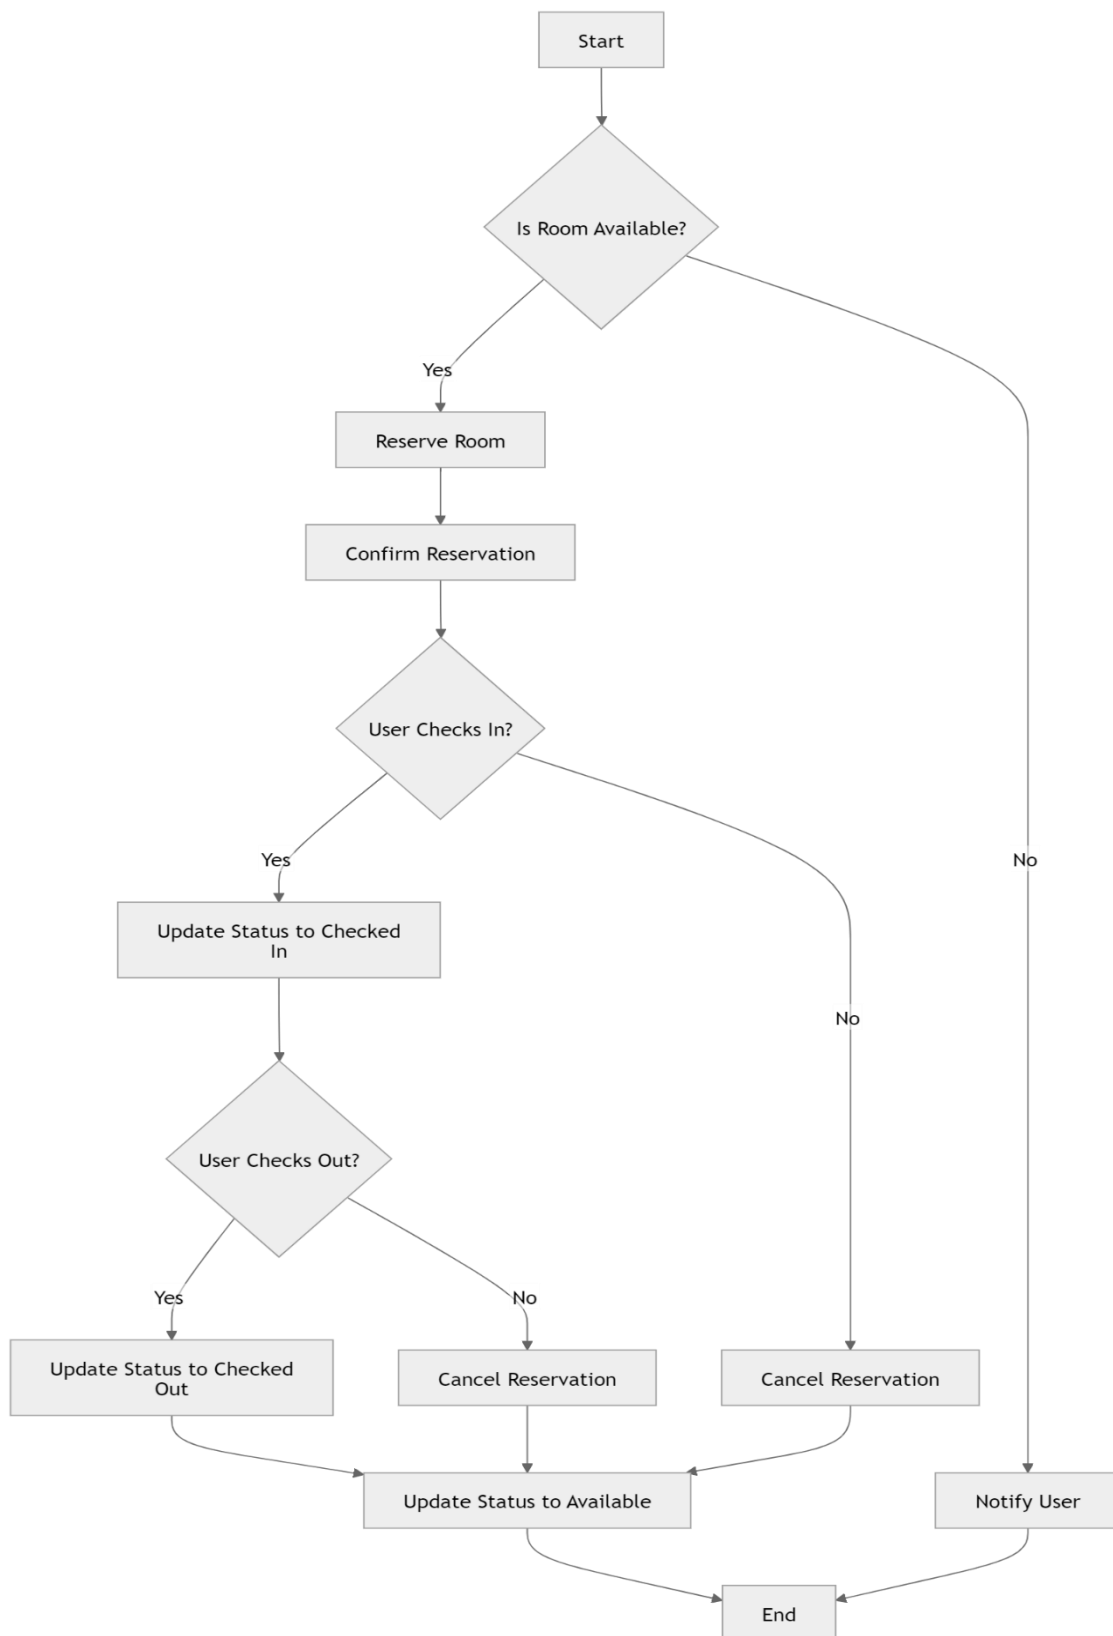 Start
Is Room Available?
Yes
Reserve Room
Confirm Reservation
User Checks In?
Yes
No
Update Status to Checked
In
No
User Checks Out?
Yes
No
Update Status to Checked
Out
Cancel Reservation
Cancel Reservation
Update Status to Available
Notify User
End